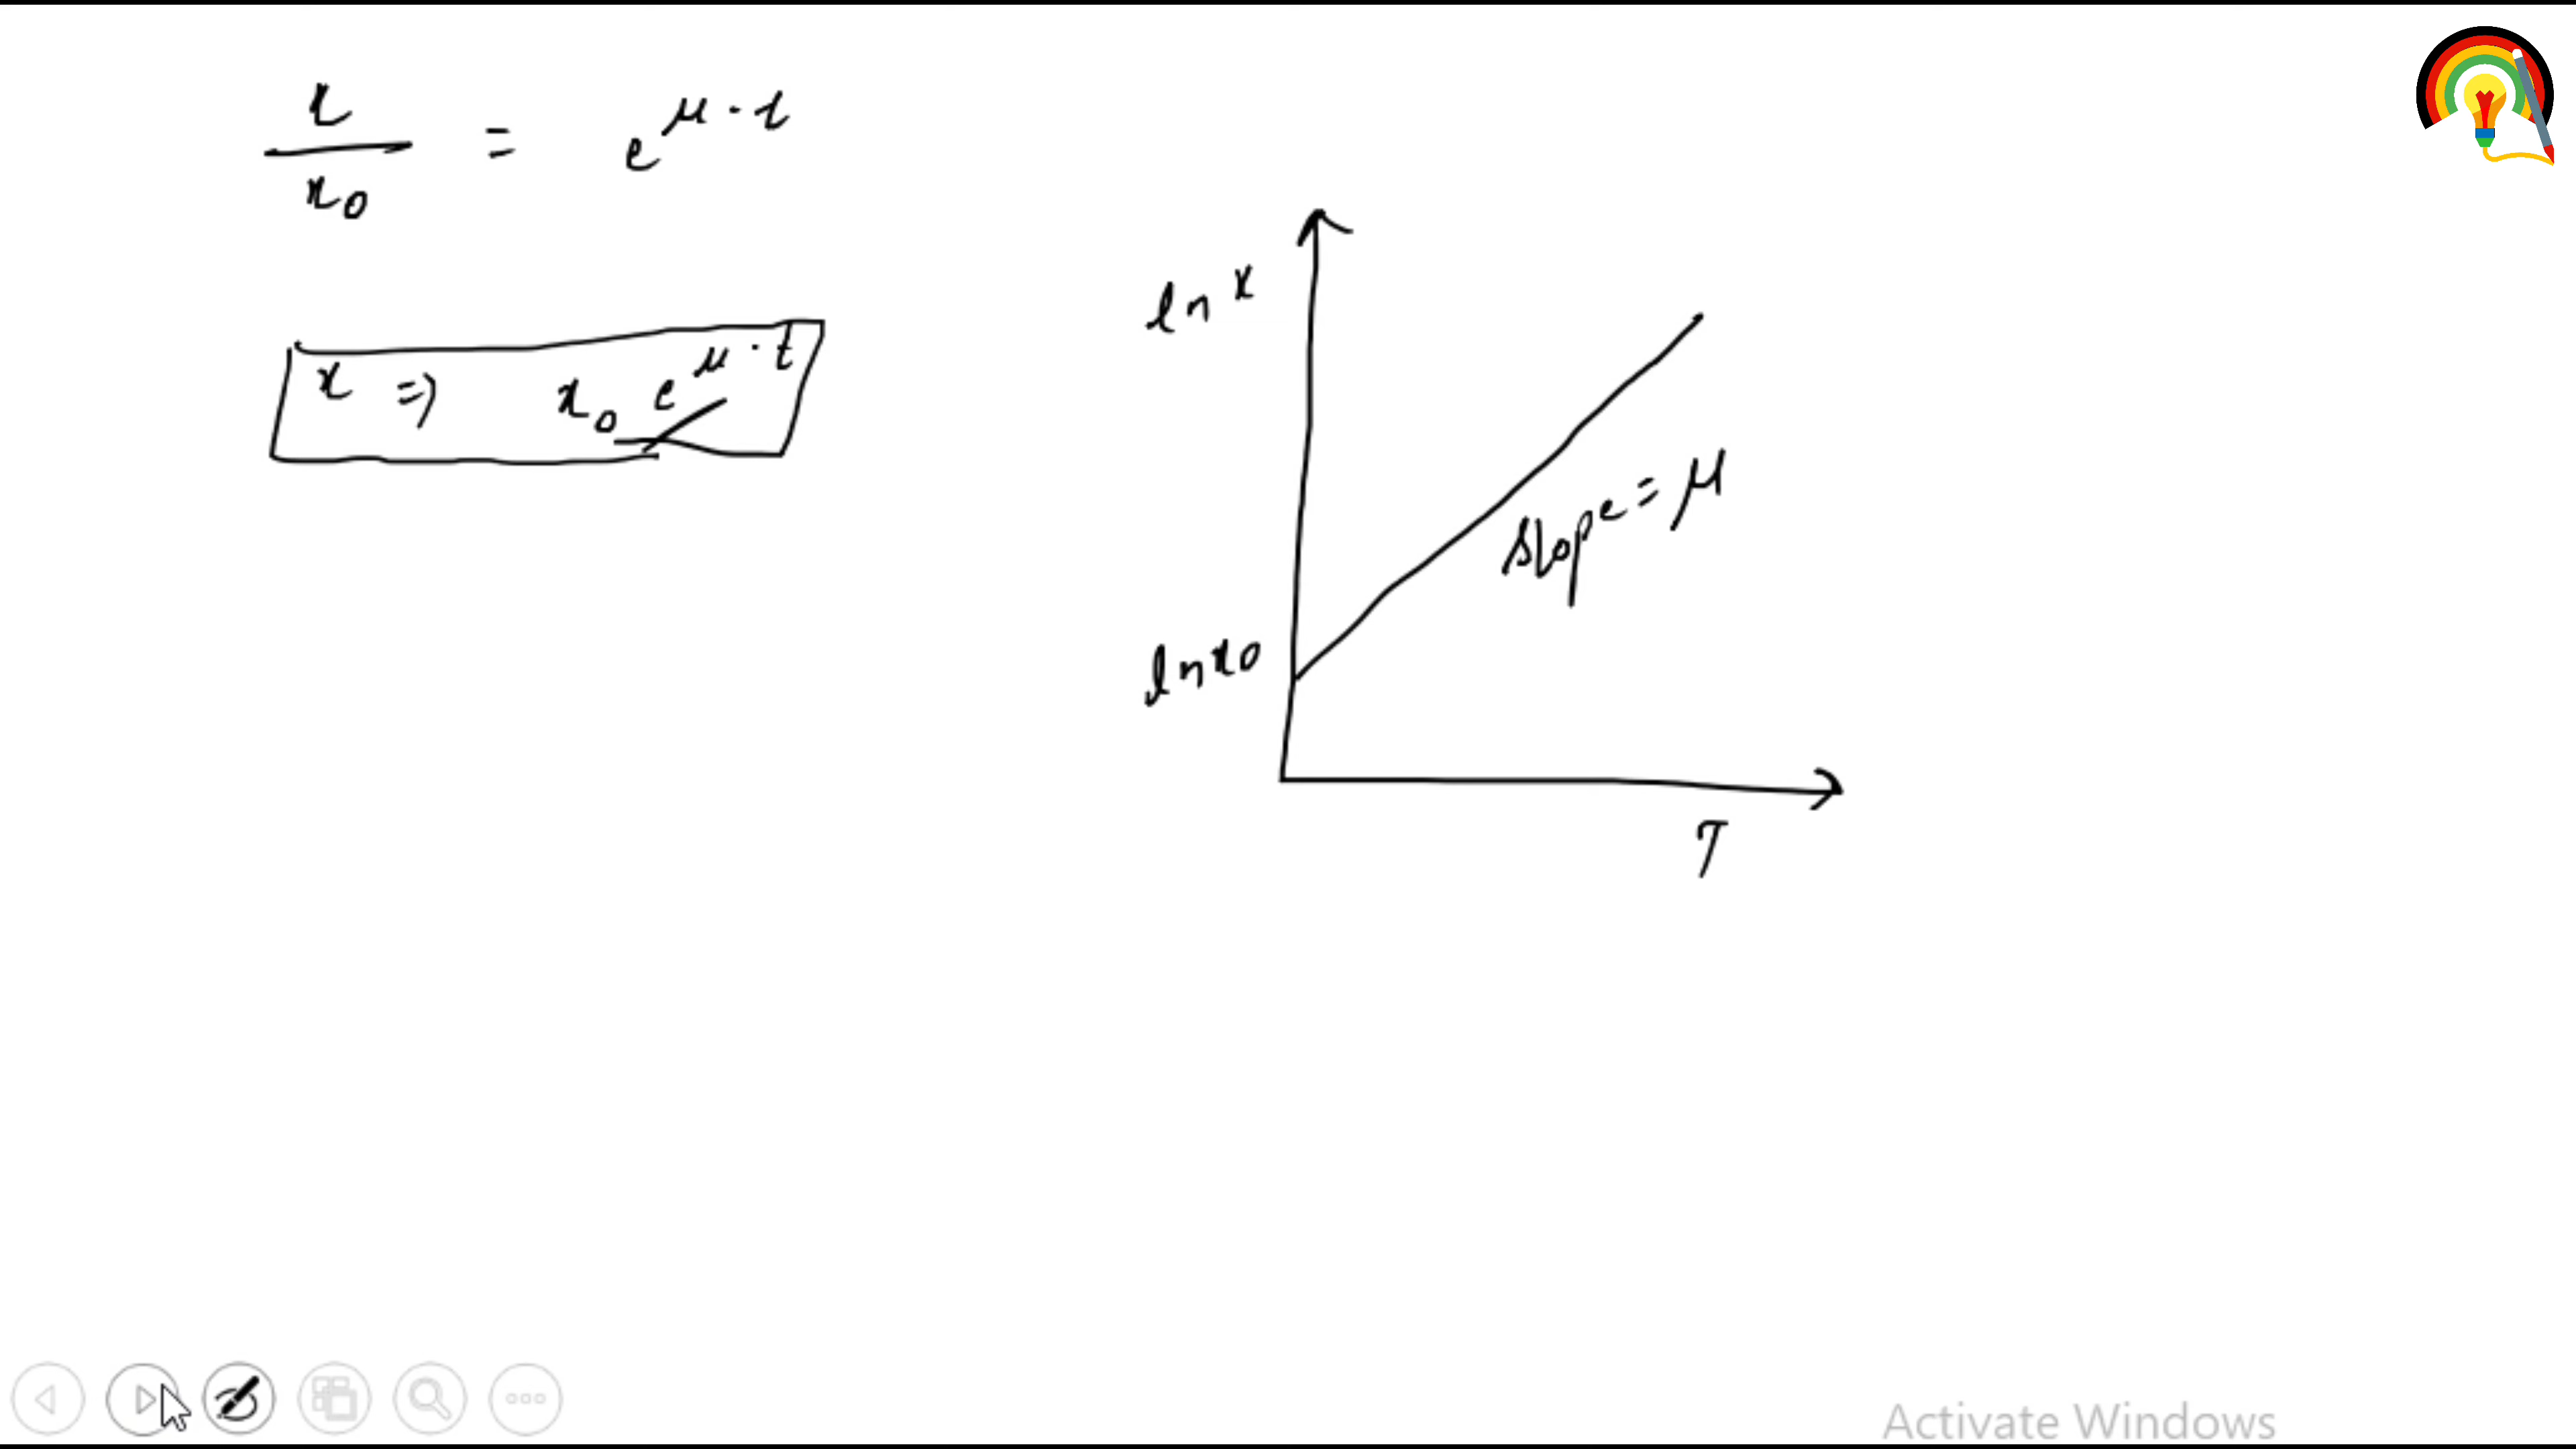 x
x₀
= e^μ·t
x ⇒ x₀ e^μ·t
ln x
slope = μ
ln x₀
T
Activate Windows